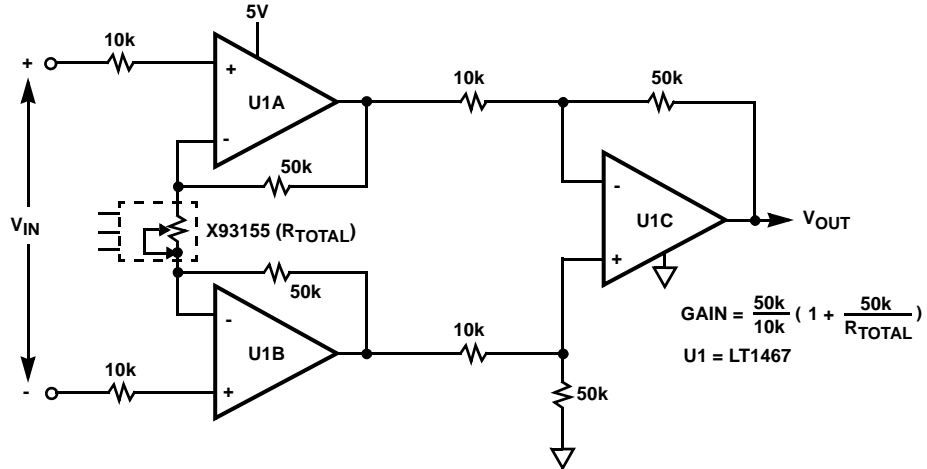 5V
10k
+
+
U1A
-
10k
50k
50k
V_IN
X93155 (R_TOTAL)
-
U1C
+
V_OUT
50k
-
U1B
+
10k
10k
-
50k
GAIN = 50k/10k ( 1 + 50k/R_TOTAL )
U1 = LT1467